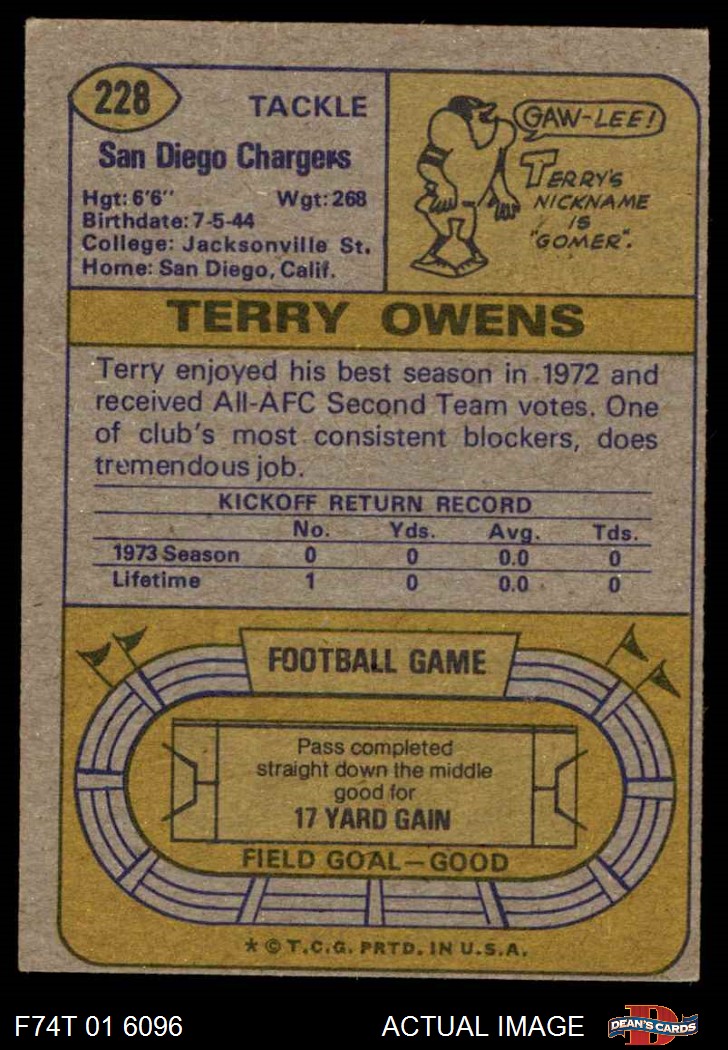 228
TACKLE
San Diego Chargers
Hgt: 6'6" Wgt: 268
Birthdate: 7-5-44
College: Jacksonville St.
Home: San Diego, Calif.
GAW-LEE!
TERRY'S
NICKNAME
IS
"GOMER".
TERRY OWENS
Terry enjoyed his best season in 1972 and
received All-AFC Second Team votes. One
of club's most consistent blockers, does
tremendous job.
KICKOFF RETURN RECORD
No. Yds. Avg. Tds.
1973 Season 0 0 0.0 0
Lifetime 1 0 0.0 0
FOOTBALL GAME
Pass completed
straight down the middle
good for
17 YARD GAIN
FIELD GOAL—GOOD
* © T.C.G. PRTD. IN U.S.A.
F74T 01 6096 ACTUAL IMAGE
D
DEAN'S CARDS